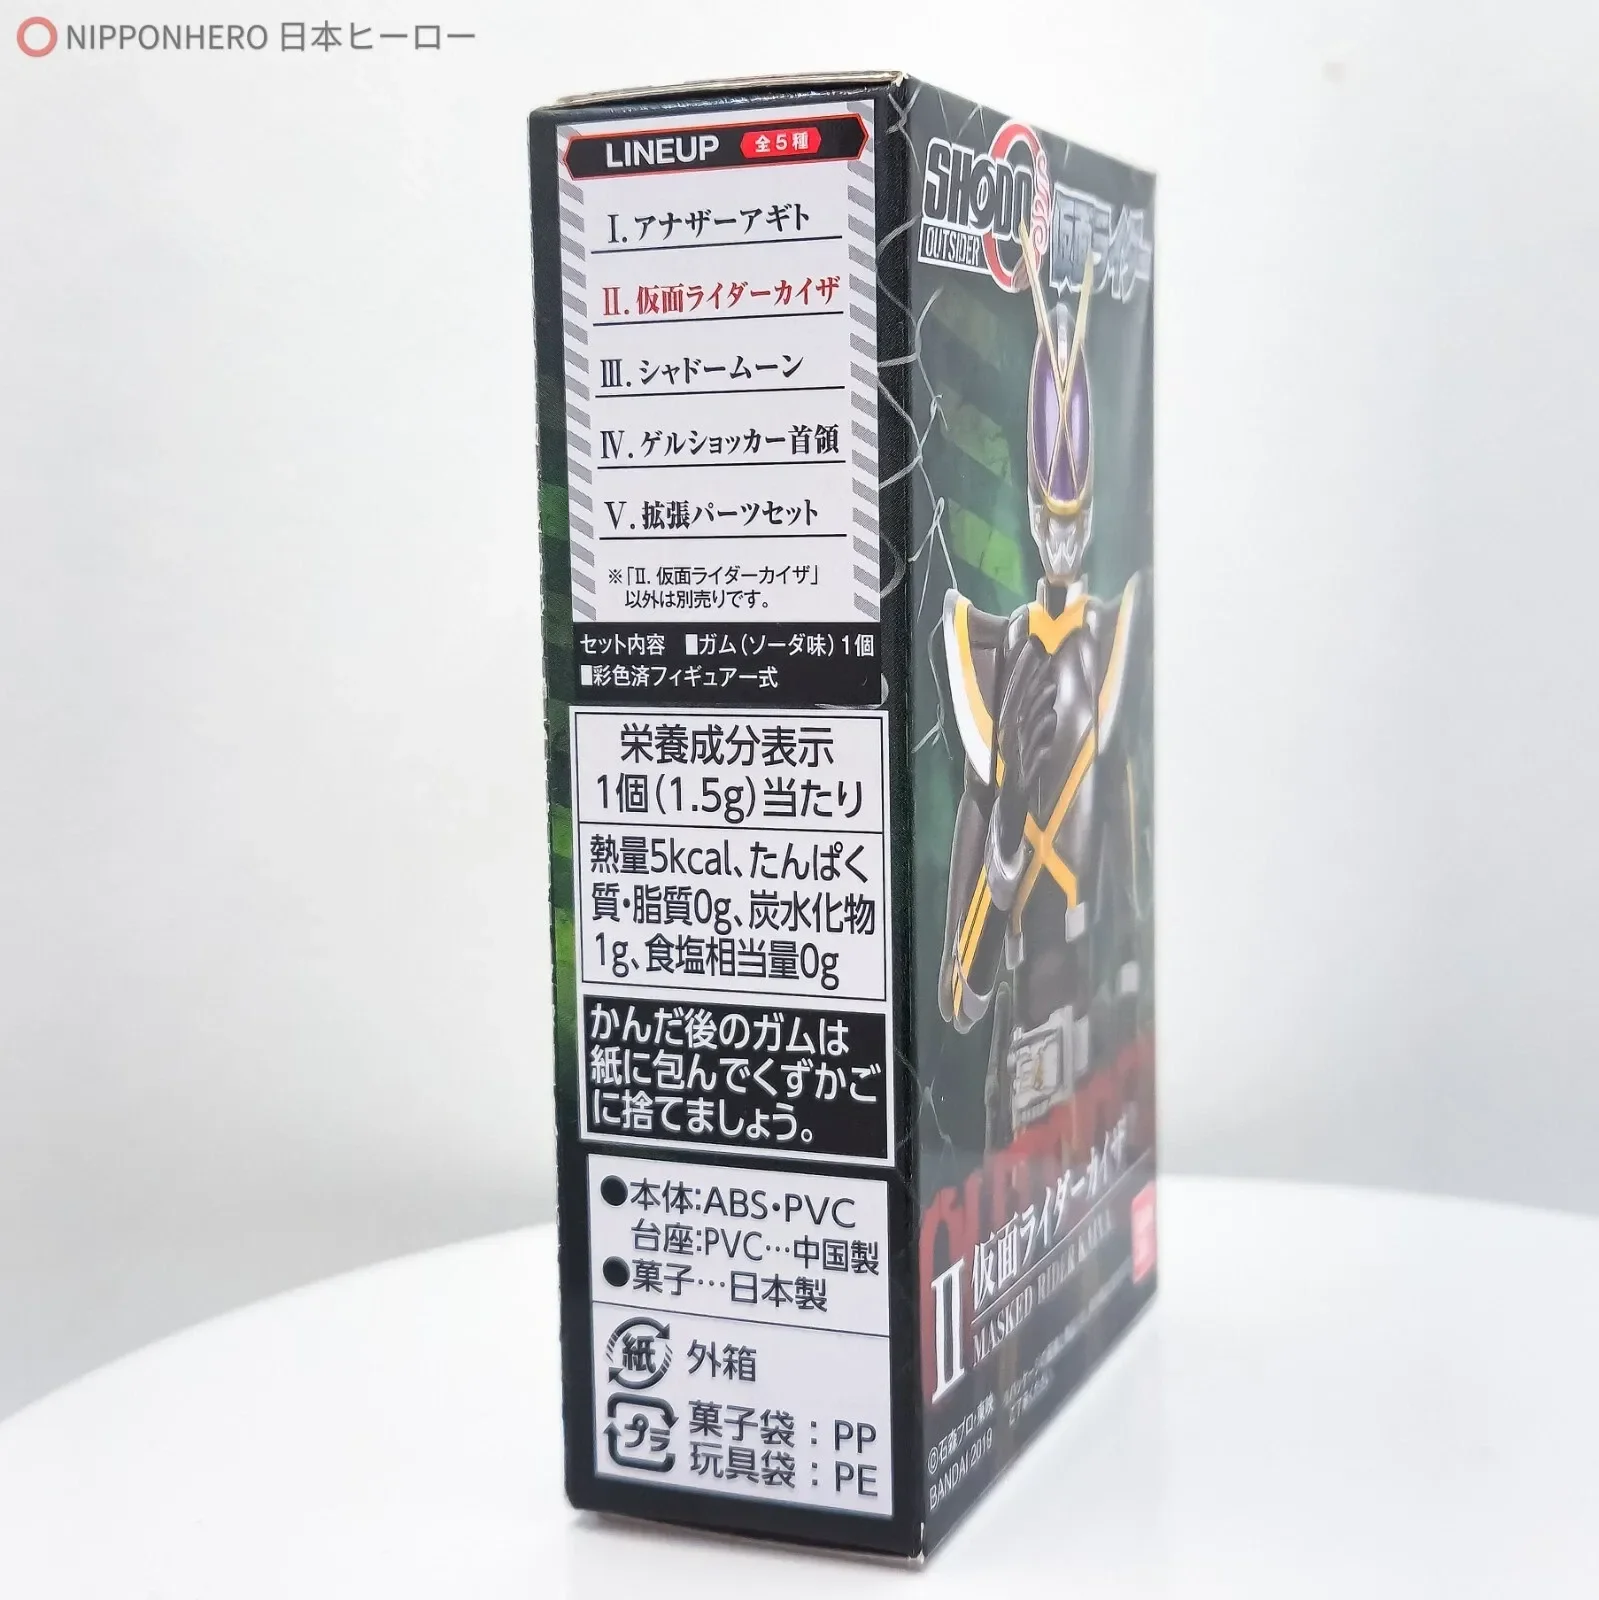 NIPPONHERO 日本ヒーロー
LINEUP 全5種
I. アナザーアギト
II. 仮面ライダーカイザ
III. シャドームーン
IV. ゲルショッカー首領
V. 拡張パーツセット
※「II. 仮面ライダーカイザ」
以外は別売りです。
セット内容 ■ガム(ソーダ味)1個
■彩色済フィギュア一式
栄養成分表示
1個(1.5g)当たり
熱量5kcal、たんぱく
質・脂質0g、炭水化物
1g、食塩相当量0g
かんだ後のガムは
紙に包んでくずかご
に捨てましょう。
●本体:ABS・PVC
台座:PVC…中国製
●菓子…日本製
紙 外箱
プラ 菓子袋:PP
玩具袋:PE
SHODO
OUTSIDER
仮面ライダー
II 仮面ライダーカイザ
MASKED RIDER KAIXA
©石森プロ・東映
BANDAI 2019